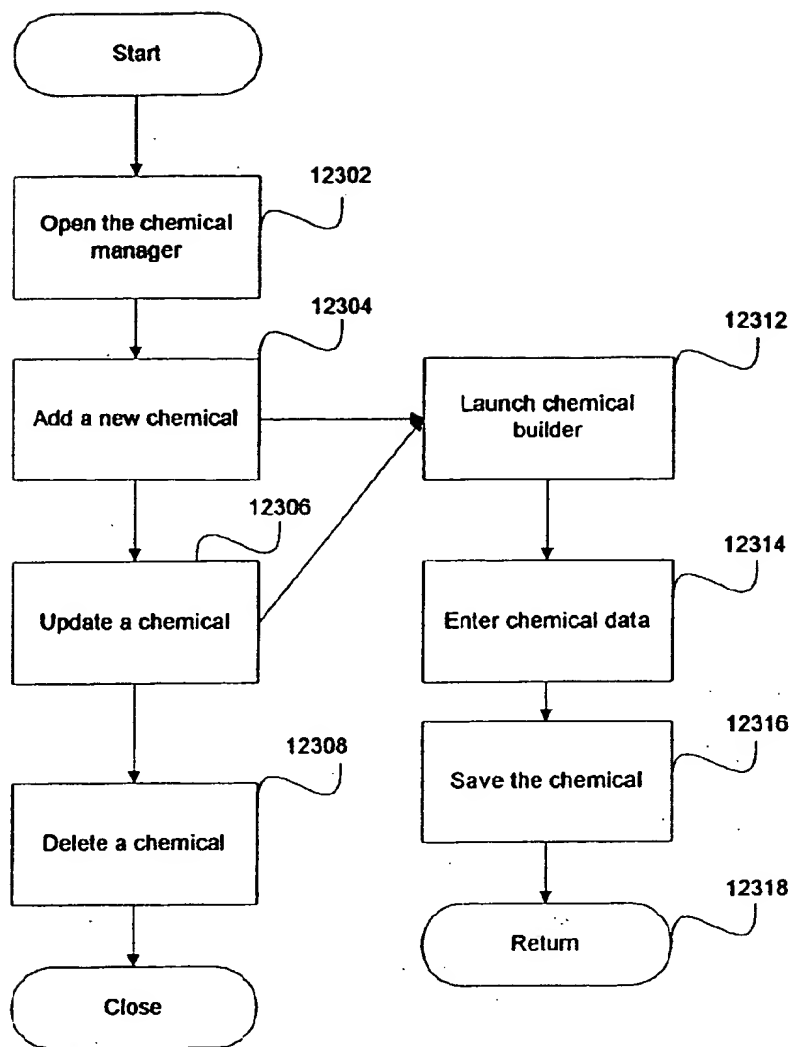 Start
12302
Open the chemical
manager
12304
Add a new chemical
12312
Launch chemical
builder
12306
Update a chemical
12314
Enter chemical data
12308
Delete a chemical
12316
Save the chemical
12318
Return
Close